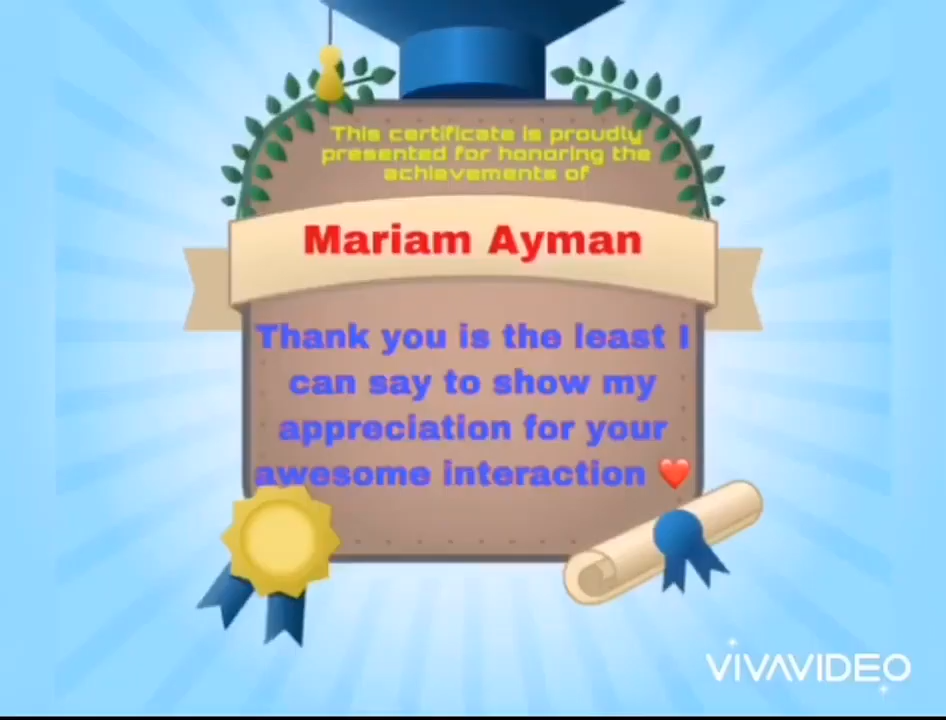 This certificate is proudly
presented for honoring the
achievements of
Mariam Ayman
Thank you is the least I
can say to show my
appreciation for your
awesome interaction ❤️
VIVAVIDEO